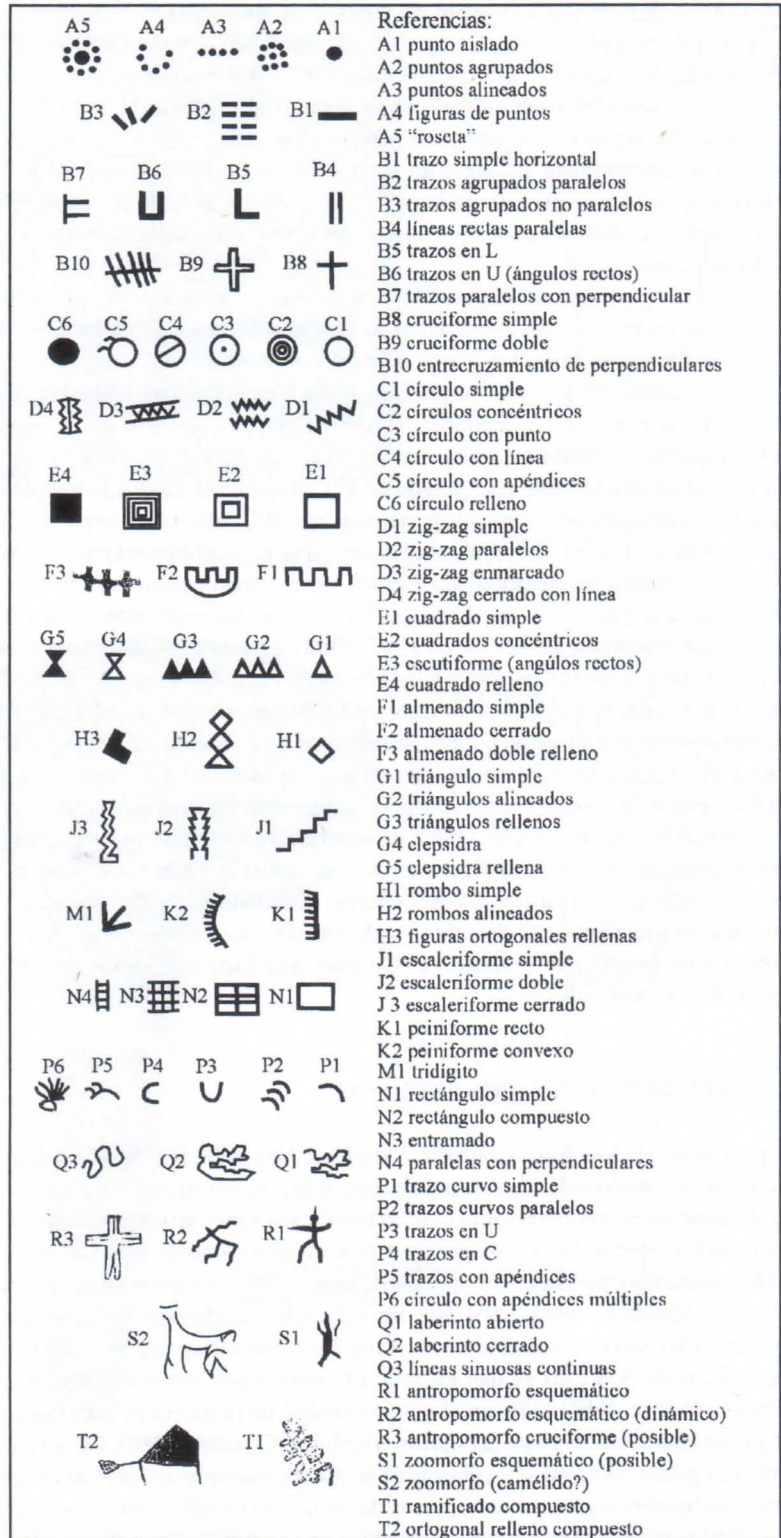 A5 A4 A3 A2 A1
B3 B2 B1
B7 B6 B5 B4
B10 B9 B8
C6 C5 C4 C3 C2 C1
D4 D3 D2 D1
E4 E3 E2 E1
F3 F2 F1
G5 G4 G3 G2 G1
H3 H2 H1
J3 J2 J1
M1 K2 K1
N4 N3 N2 N1
P6 P5 P4 P3 P2 P1
Q3 Q2 Q1
R3 R2 R1
S2 S1
T2 T1
Referencias:
A1 punto aislado
A2 puntos agrupados
A3 puntos alineados
A4 figuras de puntos
A5 "roseta"
B1 trazo simple horizontal
B2 trazos agrupados paralelos
B3 trazos agrupados no paralelos
B4 líneas rectas paralelas
B5 trazos en L
B6 trazos en U (ángulos rectos)
B7 trazos paralelos con perpendicular
B8 cruciforme simple
B9 cruciforme doble
B10 entrecruzamiento de perpendiculares
C1 círculo simple
C2 círculos concéntricos
C3 círculo con punto
C4 círculo con línea
C5 círculo con apéndices
C6 círculo relleno
D1 zig-zag simple
D2 zig-zag paralelos
D3 zig-zag enmarcado
D4 zig-zag cerrado con línea
E1 cuadrado simple
E2 cuadrados concéntricos
E3 escutiforme (angúlos rectos)
E4 cuadrado relleno
F1 almenado simple
F2 almenado cerrado
F3 almenado doble relleno
G1 triángulo simple
G2 triángulos alineados
G3 triángulos rellenos
G4 clepsidra
G5 clepsidra rellena
H1 rombo simple
H2 rombos alineados
H3 figuras ortogonales rellenas
J1 escaleriforme simple
J2 escaleriforme doble
J3 escaleriforme cerrado
K1 peiniforme recto
K2 peiniforme convexo
M1 tridígito
N1 rectángulo simple
N2 rectángulo compuesto
N3 entramado
N4 paralelas con perpendiculares
P1 trazo curvo simple
P2 trazos curvos paralelos
P3 trazos en U
P4 trazos en C
P5 trazos con apéndices
P6 círculo con apéndices múltiples
Q1 laberinto abierto
Q2 laberinto cerrado
Q3 líneas sinuosas continuas
R1 antropomorfo esquemático
R2 antropomorfo esquemático (dinámico)
R3 antropomorfo cruciforme (posible)
S1 zoomorfo esquemático (posible)
S2 zoomorfo (camélido?)
T1 ramificado compuesto
T2 ortogonal relleno compuesto